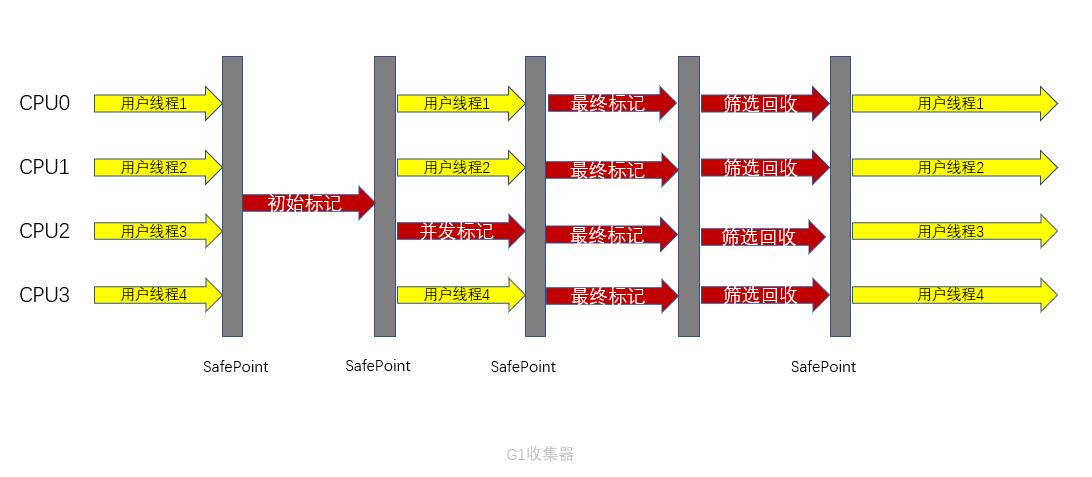 CPU0 用户线程1 用户线程1 最终标记 筛选回收 用户线程1
CPU1 用户线程2 用户线程2 最终标记 筛选回收 用户线程2
初始标记
CPU2 用户线程3 并发标记 最终标记 筛选回收 用户线程3
CPU3 用户线程4 用户线程4 最终标记 筛选回收 用户线程4
SafePoint SafePoint SafePoint SafePoint
G1收集器